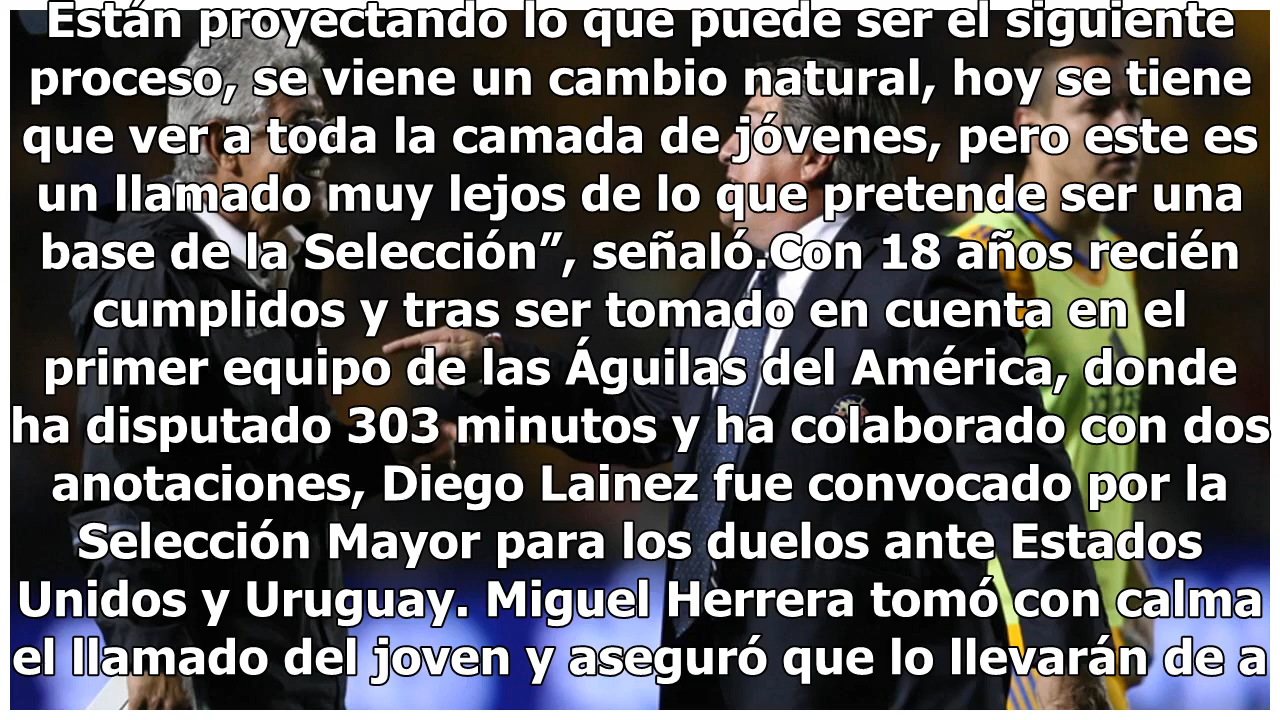 Están proyectando lo que puede ser el siguiente
proceso, se viene un cambio natural, hoy se tiene
que ver a toda la camada de jóvenes, pero este es
un llamado muy lejos de lo que pretende ser una
base de la Selección”, señaló.Con 18 años recién
cumplidos y tras ser tomado en cuenta en el
primer equipo de las Águilas del América, donde
ha disputado 303 minutos y ha colaborado con dos
anotaciones, Diego Lainez fue convocado por la
Selección Mayor para los duelos ante Estados
Unidos y Uruguay. Miguel Herrera tomó con calma
el llamado del joven y aseguró que lo llevarán de a